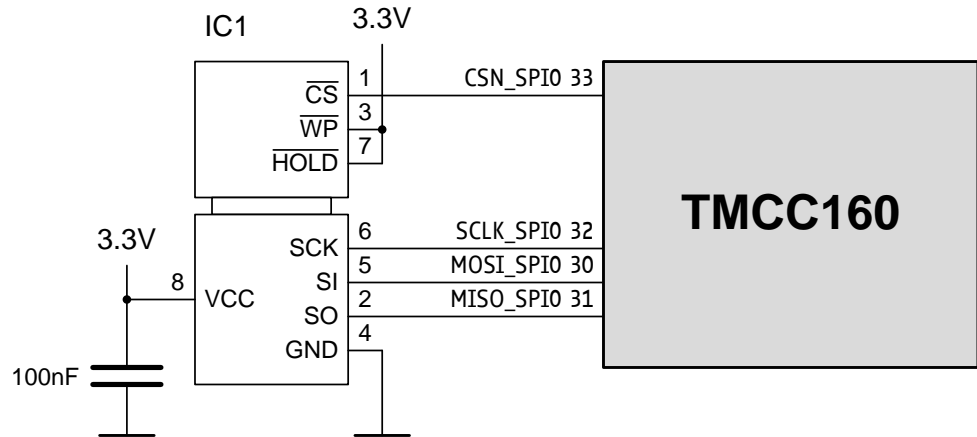 IC1
3.3V
CS 1 CSN_SPI0 33
WP 3
HOLD 7
TMCC160
3.3V
SCK 6 SCLK_SPI0 32
SI 5 MOSI_SPI0 30
8 VCC
SO 2 MISO_SPI0 31
GND 4
100nF